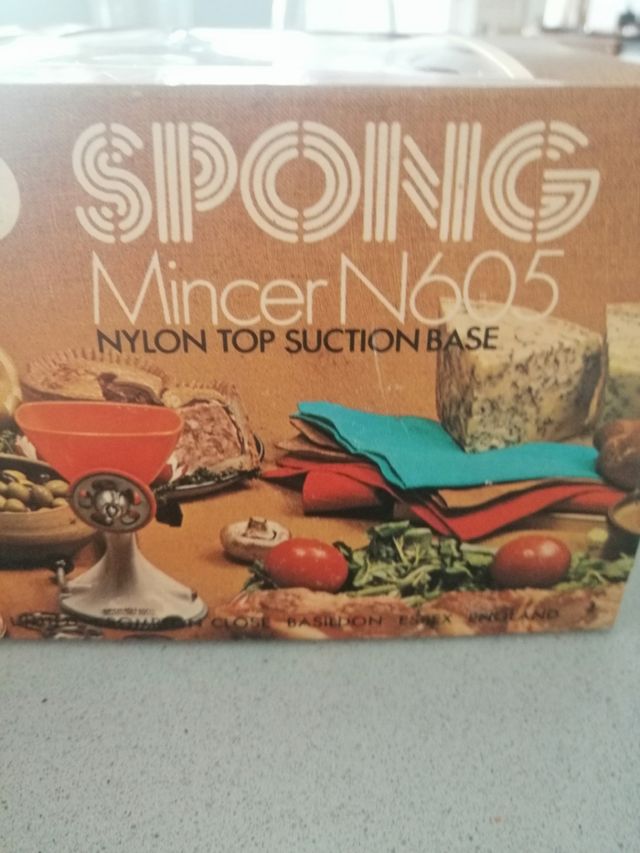 SPONG
Mincer N605
NYLON TOP SUCTION BASE
CLOSE BASILDON ESSEX ENGLAND